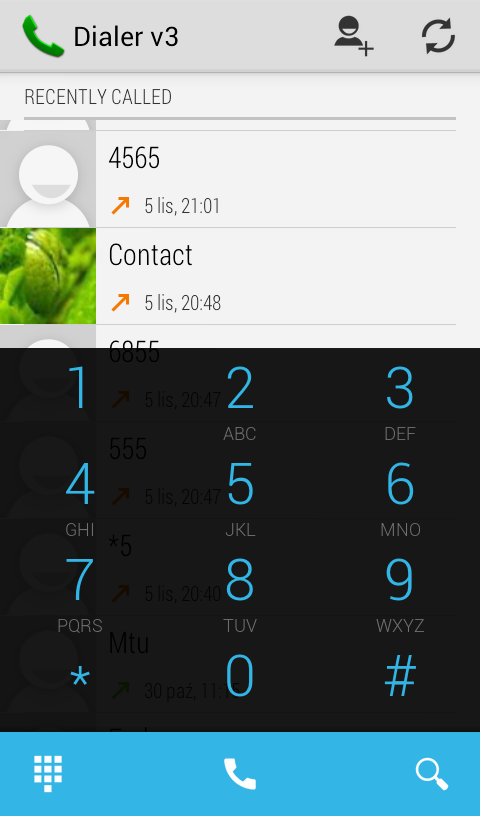 Dialer v3
RECENTLY CALLED
4565
5 lis, 21:01
Contact
5 lis, 20:48
6855
5 lis, 20:47
555
5 lis, 20:47
*5
5 lis, 20:40
Mtu
30 paź, 11:
1 2 3
ABC DEF
4 5 6
GHI JKL MNO
7 8 9
PQRS TUV WXYZ
* 0 #